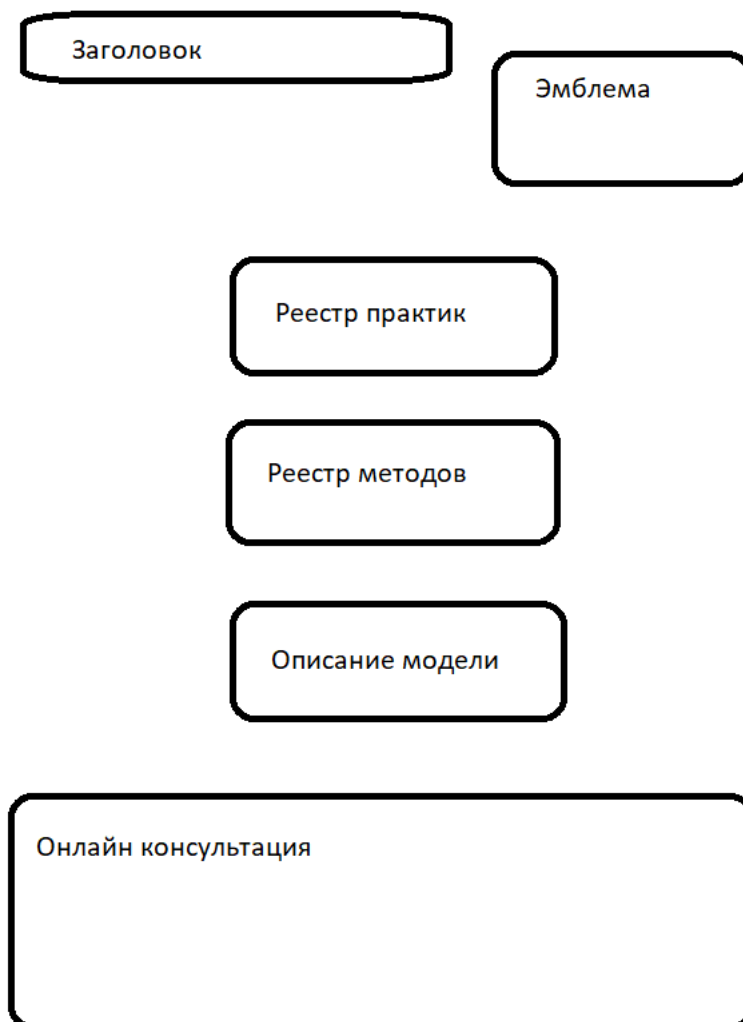 Заголовок
Эмблема
Реестр практик
Реестр методов
Описание модели
Онлайн консультация